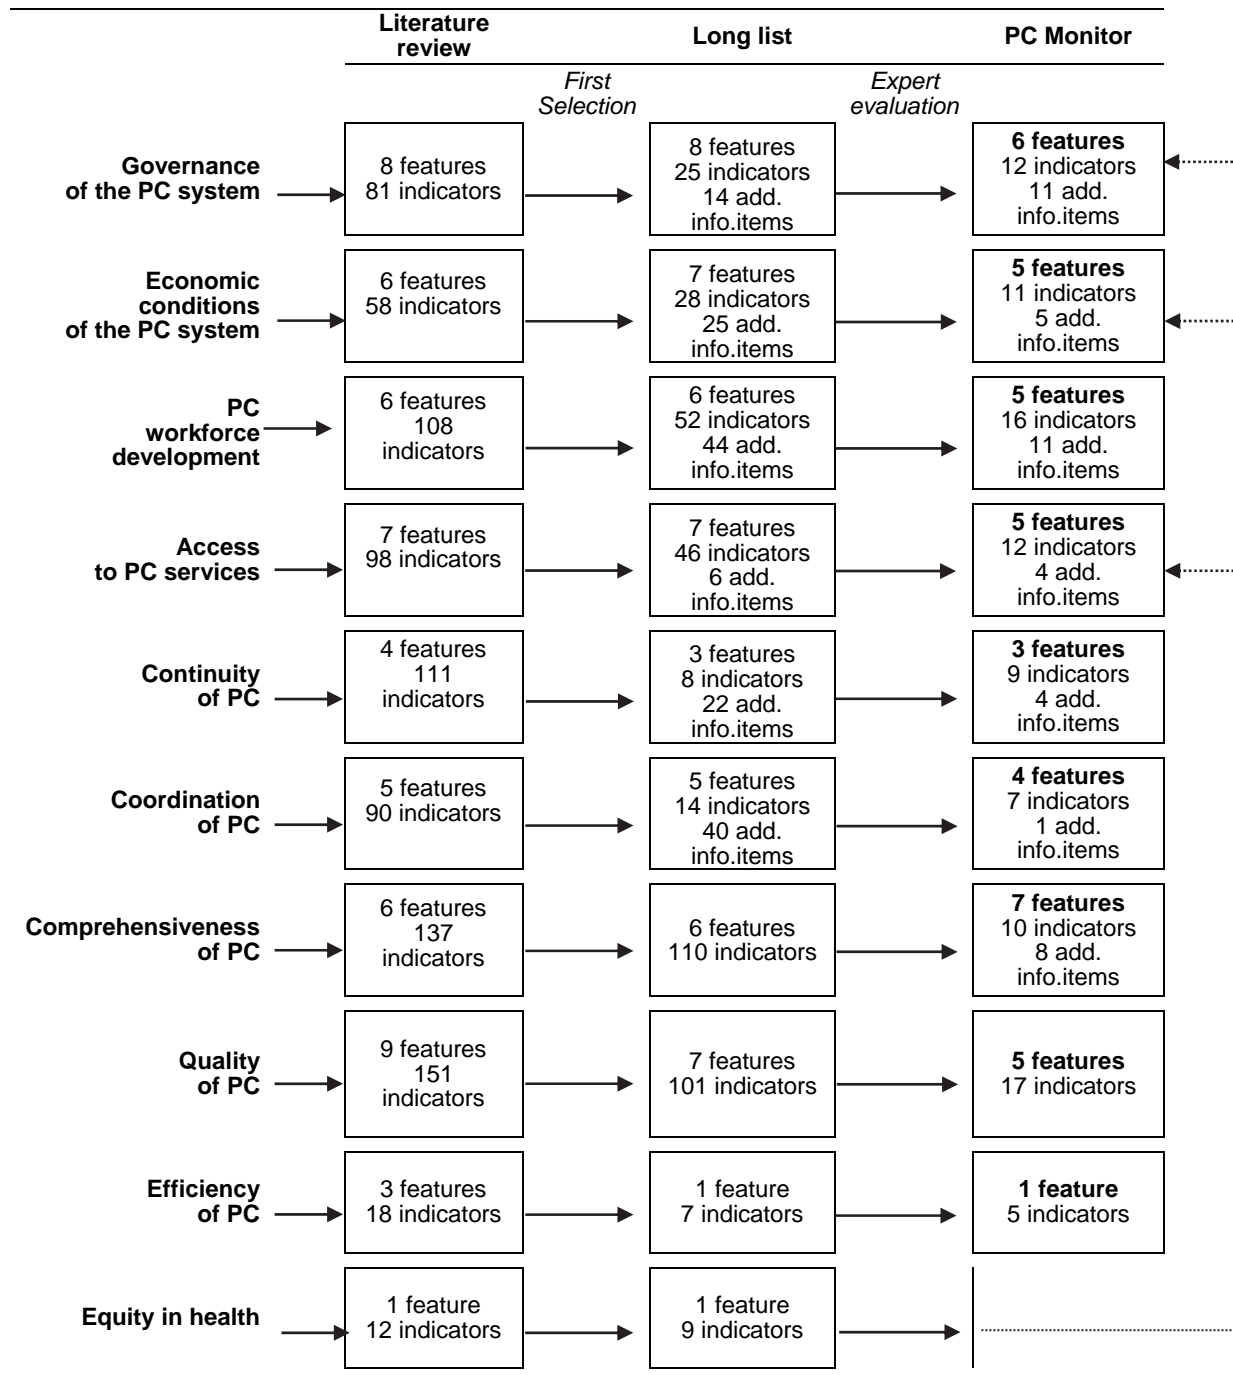 Literature
review
Long list
PC Monitor
First
Selection
Expert
evaluation
Governance
of the PC system
8 features
81 indicators
8 features
25 indicators
14 add.
info.items
6 features
12 indicators
11 add.
info.items
Economic
conditions
of the PC system
6 features
58 indicators
7 features
28 indicators
25 add.
info.items
5 features
11 indicators
5 add.
info.items
PC
workforce
development
6 features
108
indicators
6 features
52 indicators
44 add.
info.items
5 features
16 indicators
11 add.
info.items
Access
to PC services
7 features
98 indicators
7 features
46 indicators
6 add.
info.items
5 features
12 indicators
4 add.
info.items
Continuity
of PC
4 features
111
indicators
3 features
8 indicators
22 add.
info.items
3 features
9 indicators
4 add.
info.items
Coordination
of PC
5 features
90 indicators
5 features
14 indicators
40 add.
info.items
4 features
7 indicators
1 add.
info.items
Comprehensiveness
of PC
6 features
137
indicators
6 features
110 indicators
7 features
10 indicators
8 add.
info.items
Quality
of PC
9 features
151
indicators
7 features
101 indicators
5 features
17 indicators
Efficiency
of PC
3 features
18 indicators
1 feature
7 indicators
1 feature
5 indicators
Equity in health
1 feature
12 indicators
1 feature
9 indicators